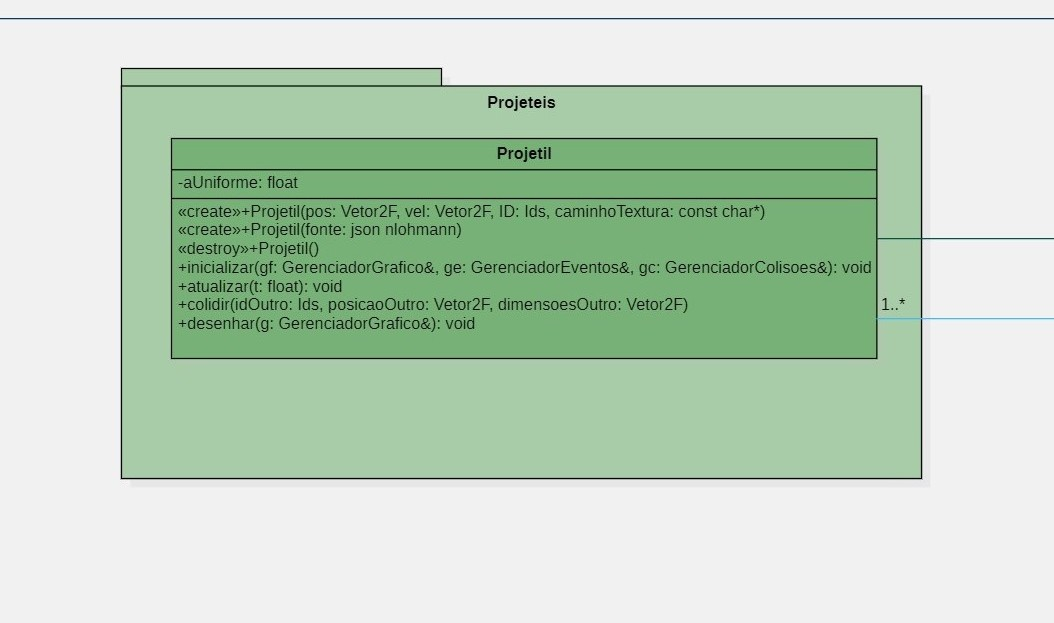 Projeteis
Projetil
-aUniforme: float
«create»+Projetil(pos: Vetor2F, vel: Vetor2F, ID: Ids, caminhoTextura: const char*)
«create»+Projetil(fonte: json nlohmann)
«destroy»+Projetil()
+inicializar(gf: GerenciadorGrafico&, ge: GerenciadorEventos&, gc: GerenciadorColisoes&): void
+atualizar(t: float): void
+colidir(idOutro: Ids, posicaoOutro: Vetor2F, dimensoesOutro: Vetor2F)
1..*
+desenhar(g: GerenciadorGrafico&): void